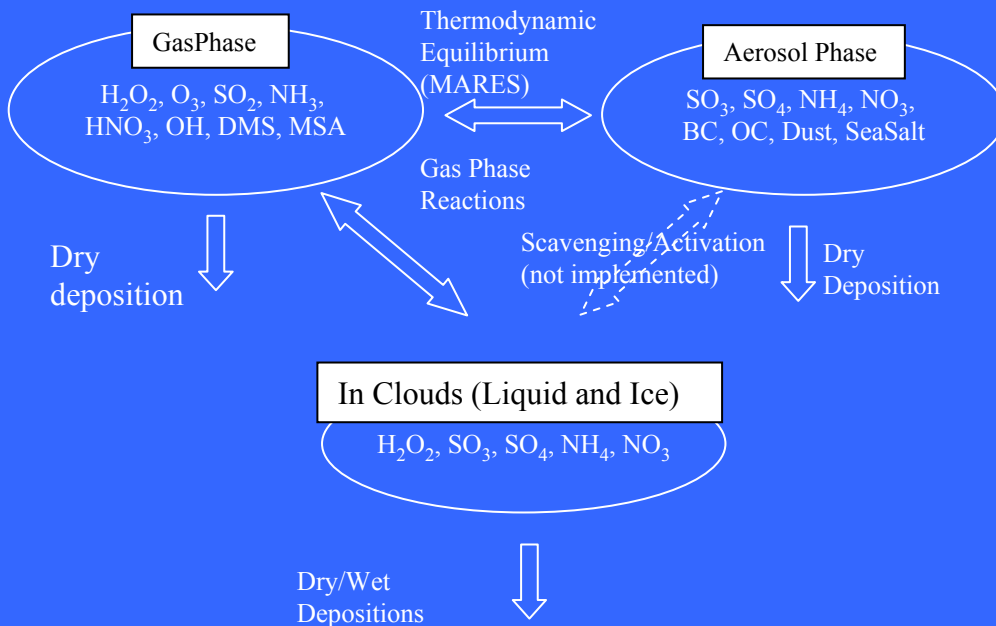 GasPhase
H₂O₂, O₃, SO₂, NH₃,
HNO₃, OH, DMS, MSA
Thermodynamic
Equilibrium
(MARES)
Aerosol Phase
SO₃, SO₄, NH₄, NO₃,
BC, OC, Dust, SeaSalt
Gas Phase
Reactions
Dry
deposition
Scavenging/Activation
(not implemented)
Dry
Deposition
In Clouds (Liquid and Ice)
H₂O₂, SO₃, SO₄, NH₄, NO₃
Dry/Wet
Depositions